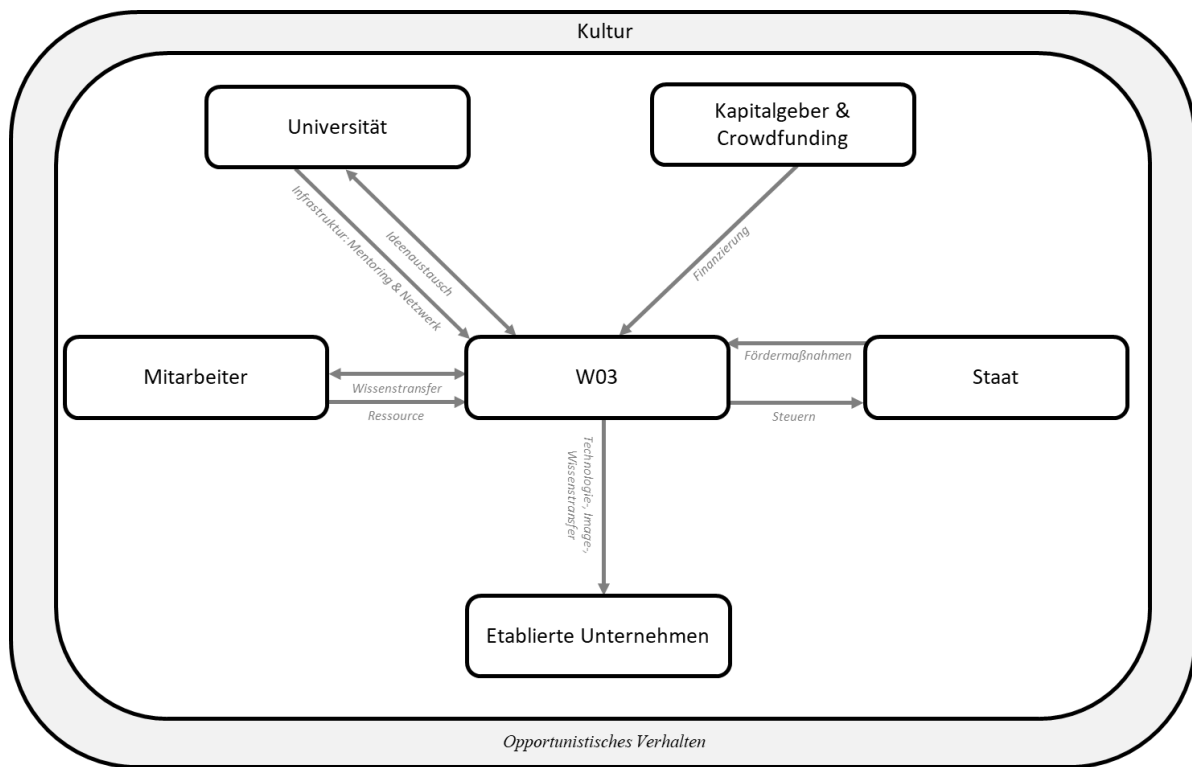 Kultur
Universität
Kapitalgeber &
Crowdfunding
Infrastruktur: Mentoring & Netzwerk
Ideenaustausch
Finanzierung
Mitarbeiter
Wissenstransfer
Ressource
W03
Fördermaßnahmen
Steuern
Staat
Technologie-, Image-,
Wissenstransfer
Etablierte Unternehmen
Opportunistisches Verhalten